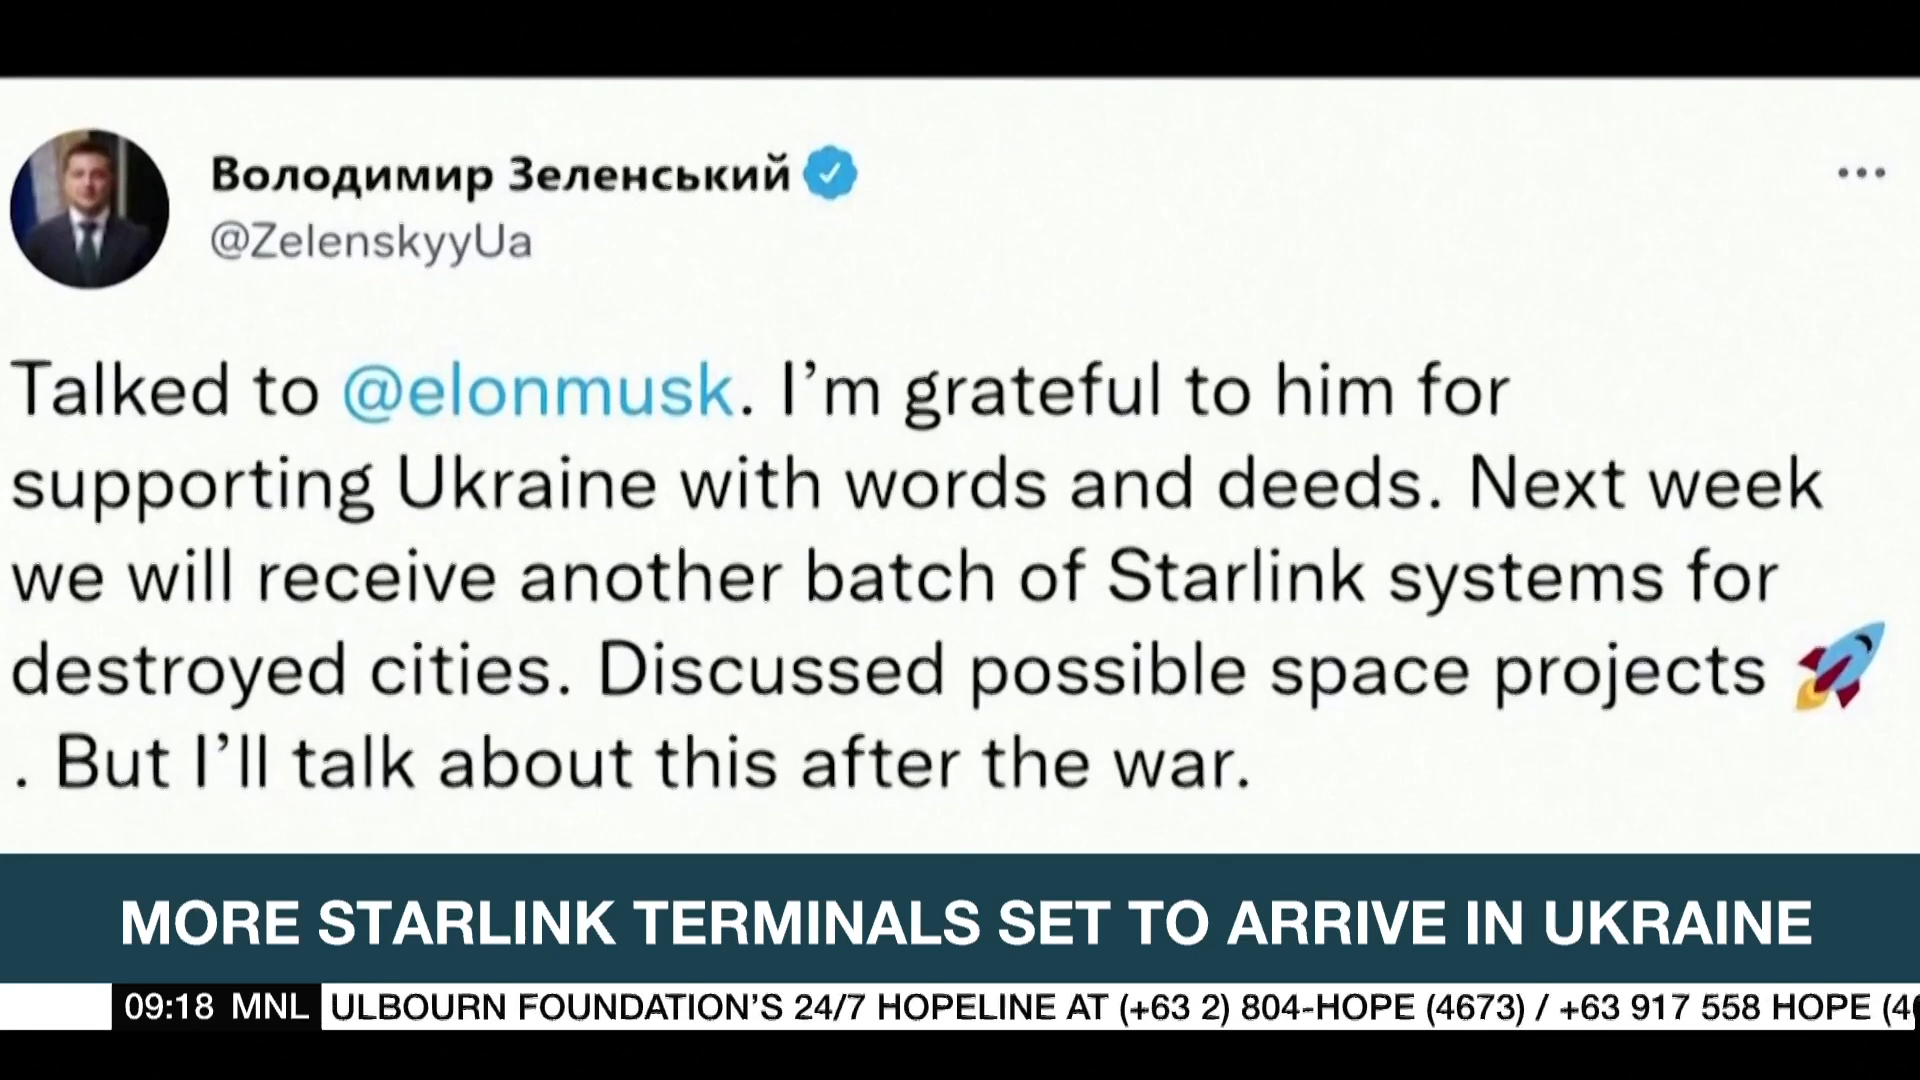 Володимир Зеленський
@ZelenskyyUa
Talked to @elonmusk. I’m grateful to him for
supporting Ukraine with words and deeds. Next week
we will receive another batch of Starlink systems for
destroyed cities. Discussed possible space projects 🚀
. But I’ll talk about this after the war.
MORE STARLINK TERMINALS SET TO ARRIVE IN UKRAINE
09:18 MNL ULBOURN FOUNDATION’S 24/7 HOPELINE AT (+63 2) 804-HOPE (4673) / +63 917 558 HOPE (4